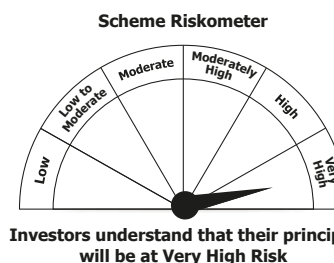 Scheme Riskometer
Low
Low to
Moderate
Moderate
Moderately
High
High
Very
High
Investors understand that their
will be at Very High Risk